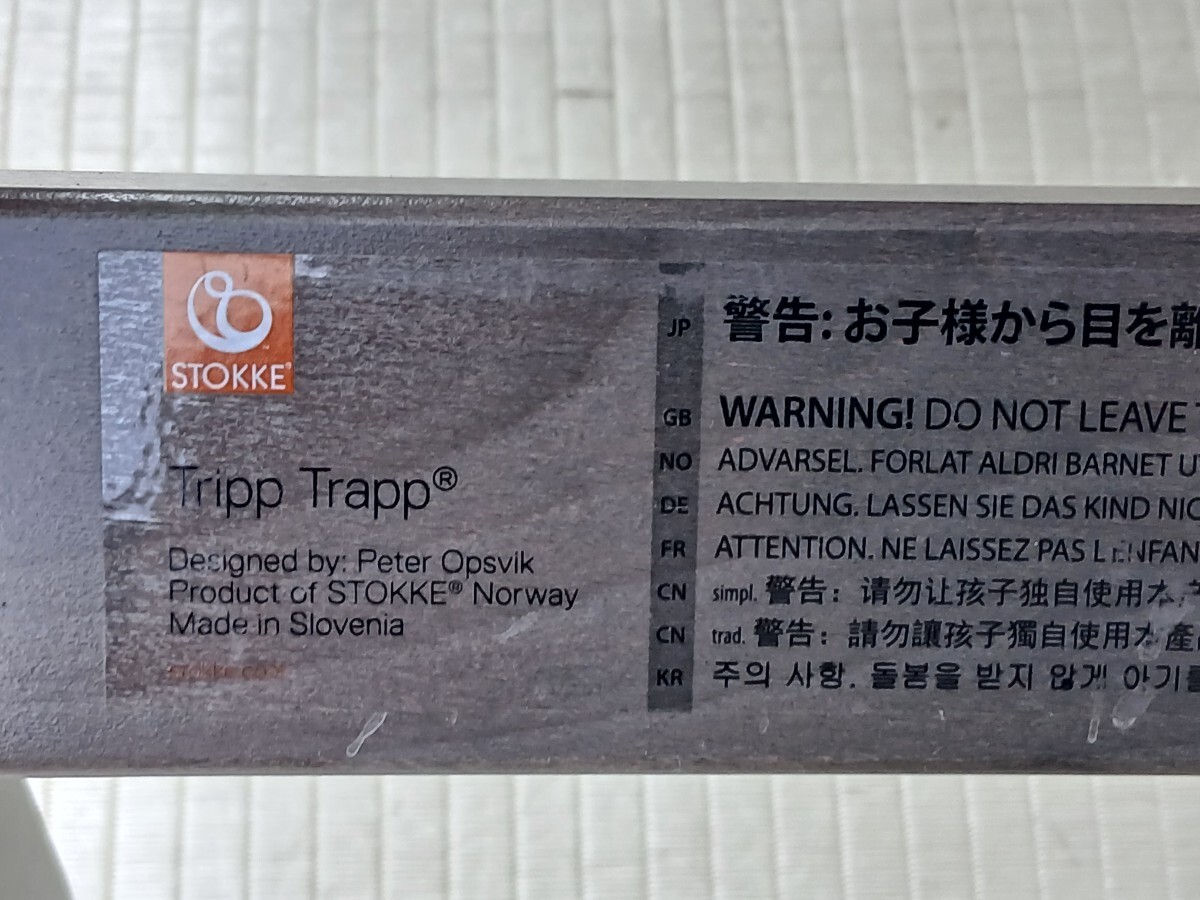 STOKKE®
Tripp Trapp®
Designed by: Peter Opsvik
Product of STOKKE® Norway
Made in Slovenia
JP 警告: お子様から目を離
GB WARNING! DO NOT LEAVE
NO ADVARSEL. FORLAT ALDRI BARNET
DE ACHTUNG. LASSEN SIE DAS KIND
FR ATTENTION. NE LAISSEZ PAS
CN simpl. 警告：请勿让孩子独自使用
CN trad. 警告：請勿讓孩子獨自使用
KR 주의 사항. 돌봄을 받지 않게